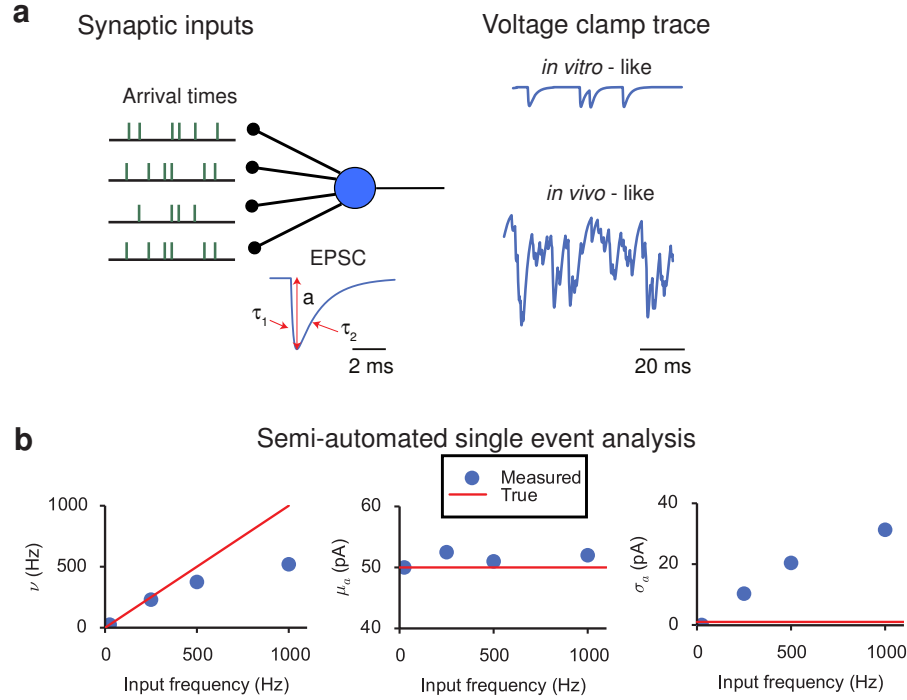 a
Synaptic inputs
Voltage clamp trace
in vitro - like
Arrival times
in vivo - like
EPSC
a
τ1
τ2
2 ms
20 ms
b
Semi-automated single event analysis
Measured
True
1000
500
0
ν (Hz)
0
500
1000
Input frequency (Hz)
60
50
40
μa (pA)
0
500
1000
Input frequency (Hz)
40
20
0
σa (pA)
0
500
1000
Input frequency (Hz)